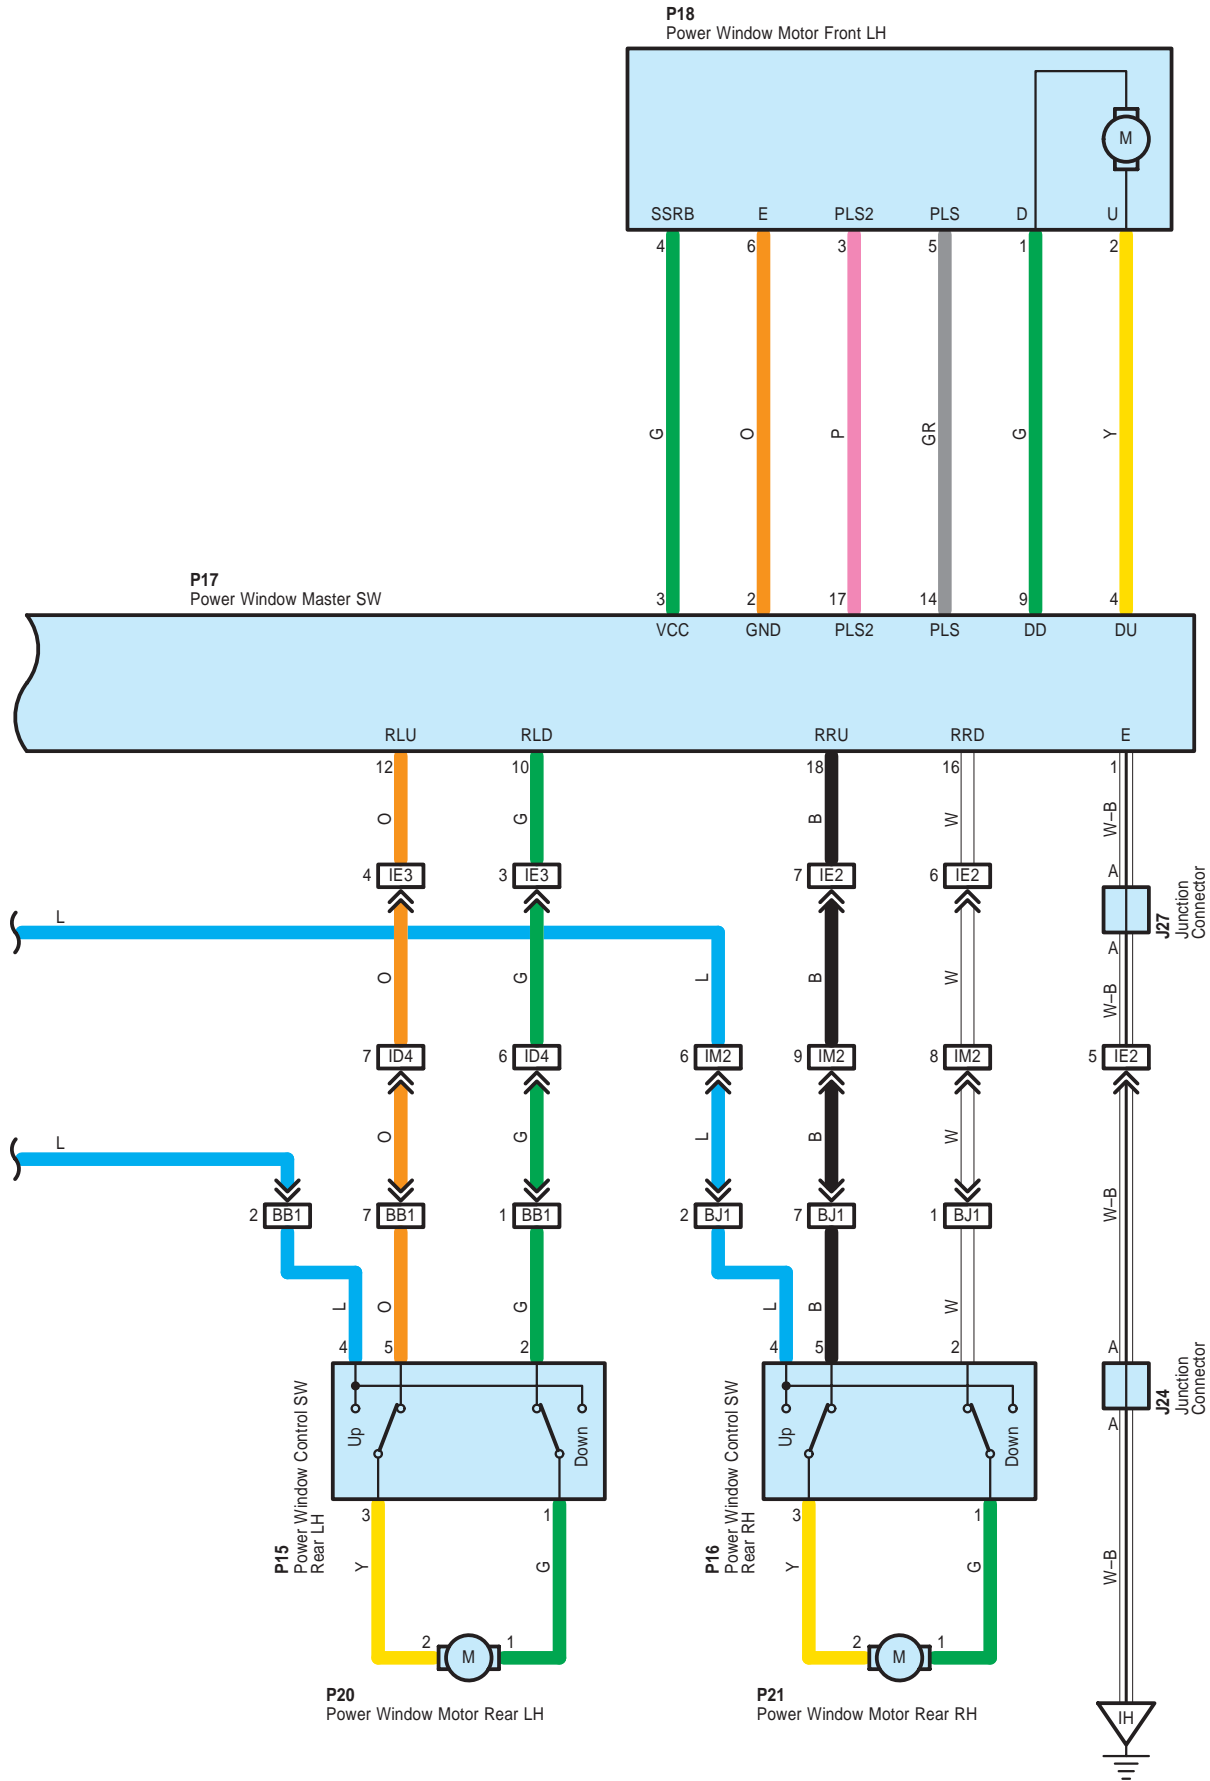 P18
Power Window Motor Front LH
M
SSRB E PLS2 PLS D U
4 6 3 5 1 2
G O P GR G Y
P17
Power Window Master SW
3 2 17 14 9 4
VCC GND PLS2 PLS DD DU
RLU RLD RRU RRD E
12 10 18 16 1
O G B W W–B
4 IE3 3 IE3 7 IE2 6 IE2 A
J27
Junction
Connector
L
A
O G L B W W–B
7 ID4 6 ID4 6 IM2 9 IM2 8 IM2 5 IE2
L
O G L B W
W–B
2 BB1 7 BB1 1 BB1 2 BJ1 7 BJ1 1 BJ1
L O G L B W
4 5 2 4 5 2 A
J24
Junction
Connector
A
Up Down Up Down
P15
Power Window Control SW
Rear LH
P16
Power Window Control SW
Rear RH
3 1 3 1
Y G Y G W–B
2 M 1 2 M 1
P20
Power Window Motor Rear LH
P21
Power Window Motor Rear RH
IH